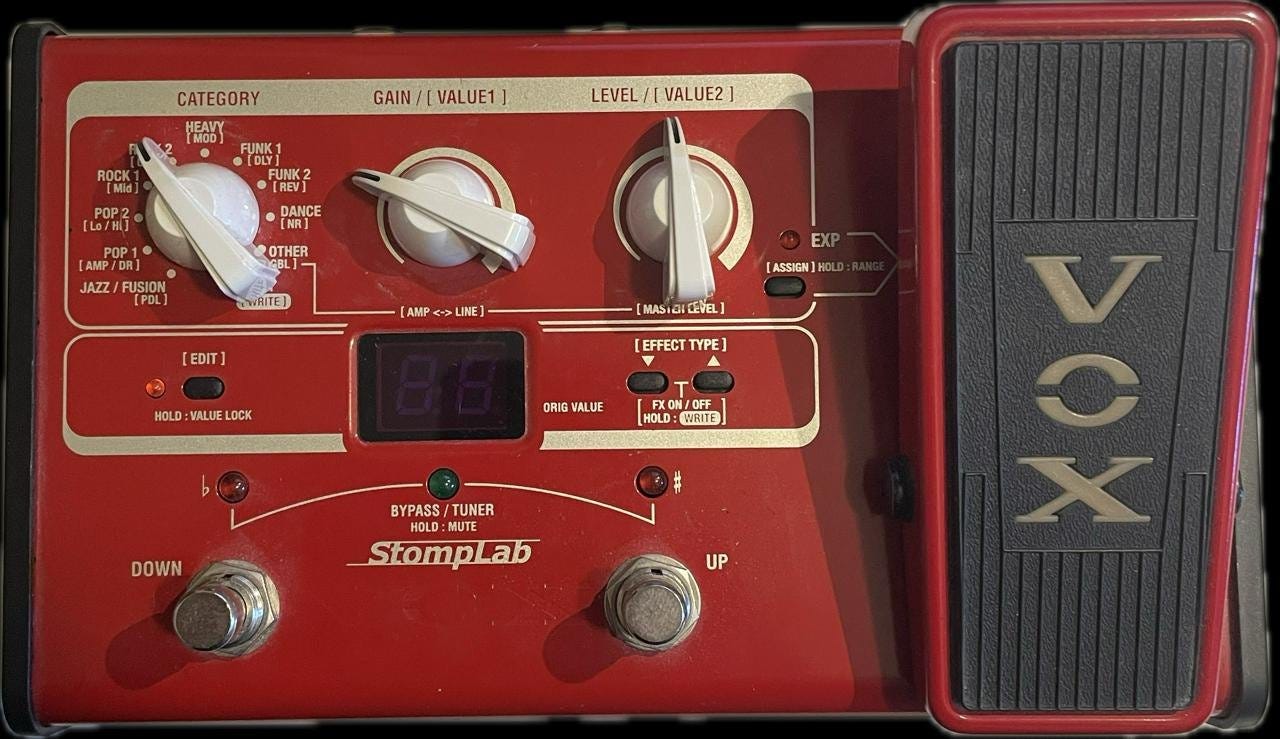 CATEGORY
GAIN / [ VALUE1 ]
LEVEL / [ VALUE2 ]
HEAVY
[ MOD ]
2
FUNK 1
[ DLY ]
ROCK 1
[ Mid ]
FUNK 2
[ REV ]
POP 2
[ Lo / Hi ]
DANCE
[ NR ]
POP 1
[ AMP / DR ]
OTHER
JAZZ / FUSION
[ PDL ]
[ WRITE ]
[ AMP <-> LINE ]
[ MASTER LEVEL ]
EXP
[ ASSIGN ] HOLD : RANGE
[ EDIT ]
HOLD : VALUE LOCK
ORIG VALUE
[ EFFECT TYPE ]
▼ ▲
FX ON / OFF
HOLD : WRITE
♭
♯
BYPASS / TUNER
HOLD : MUTE
StompLab
DOWN
UP
VOX